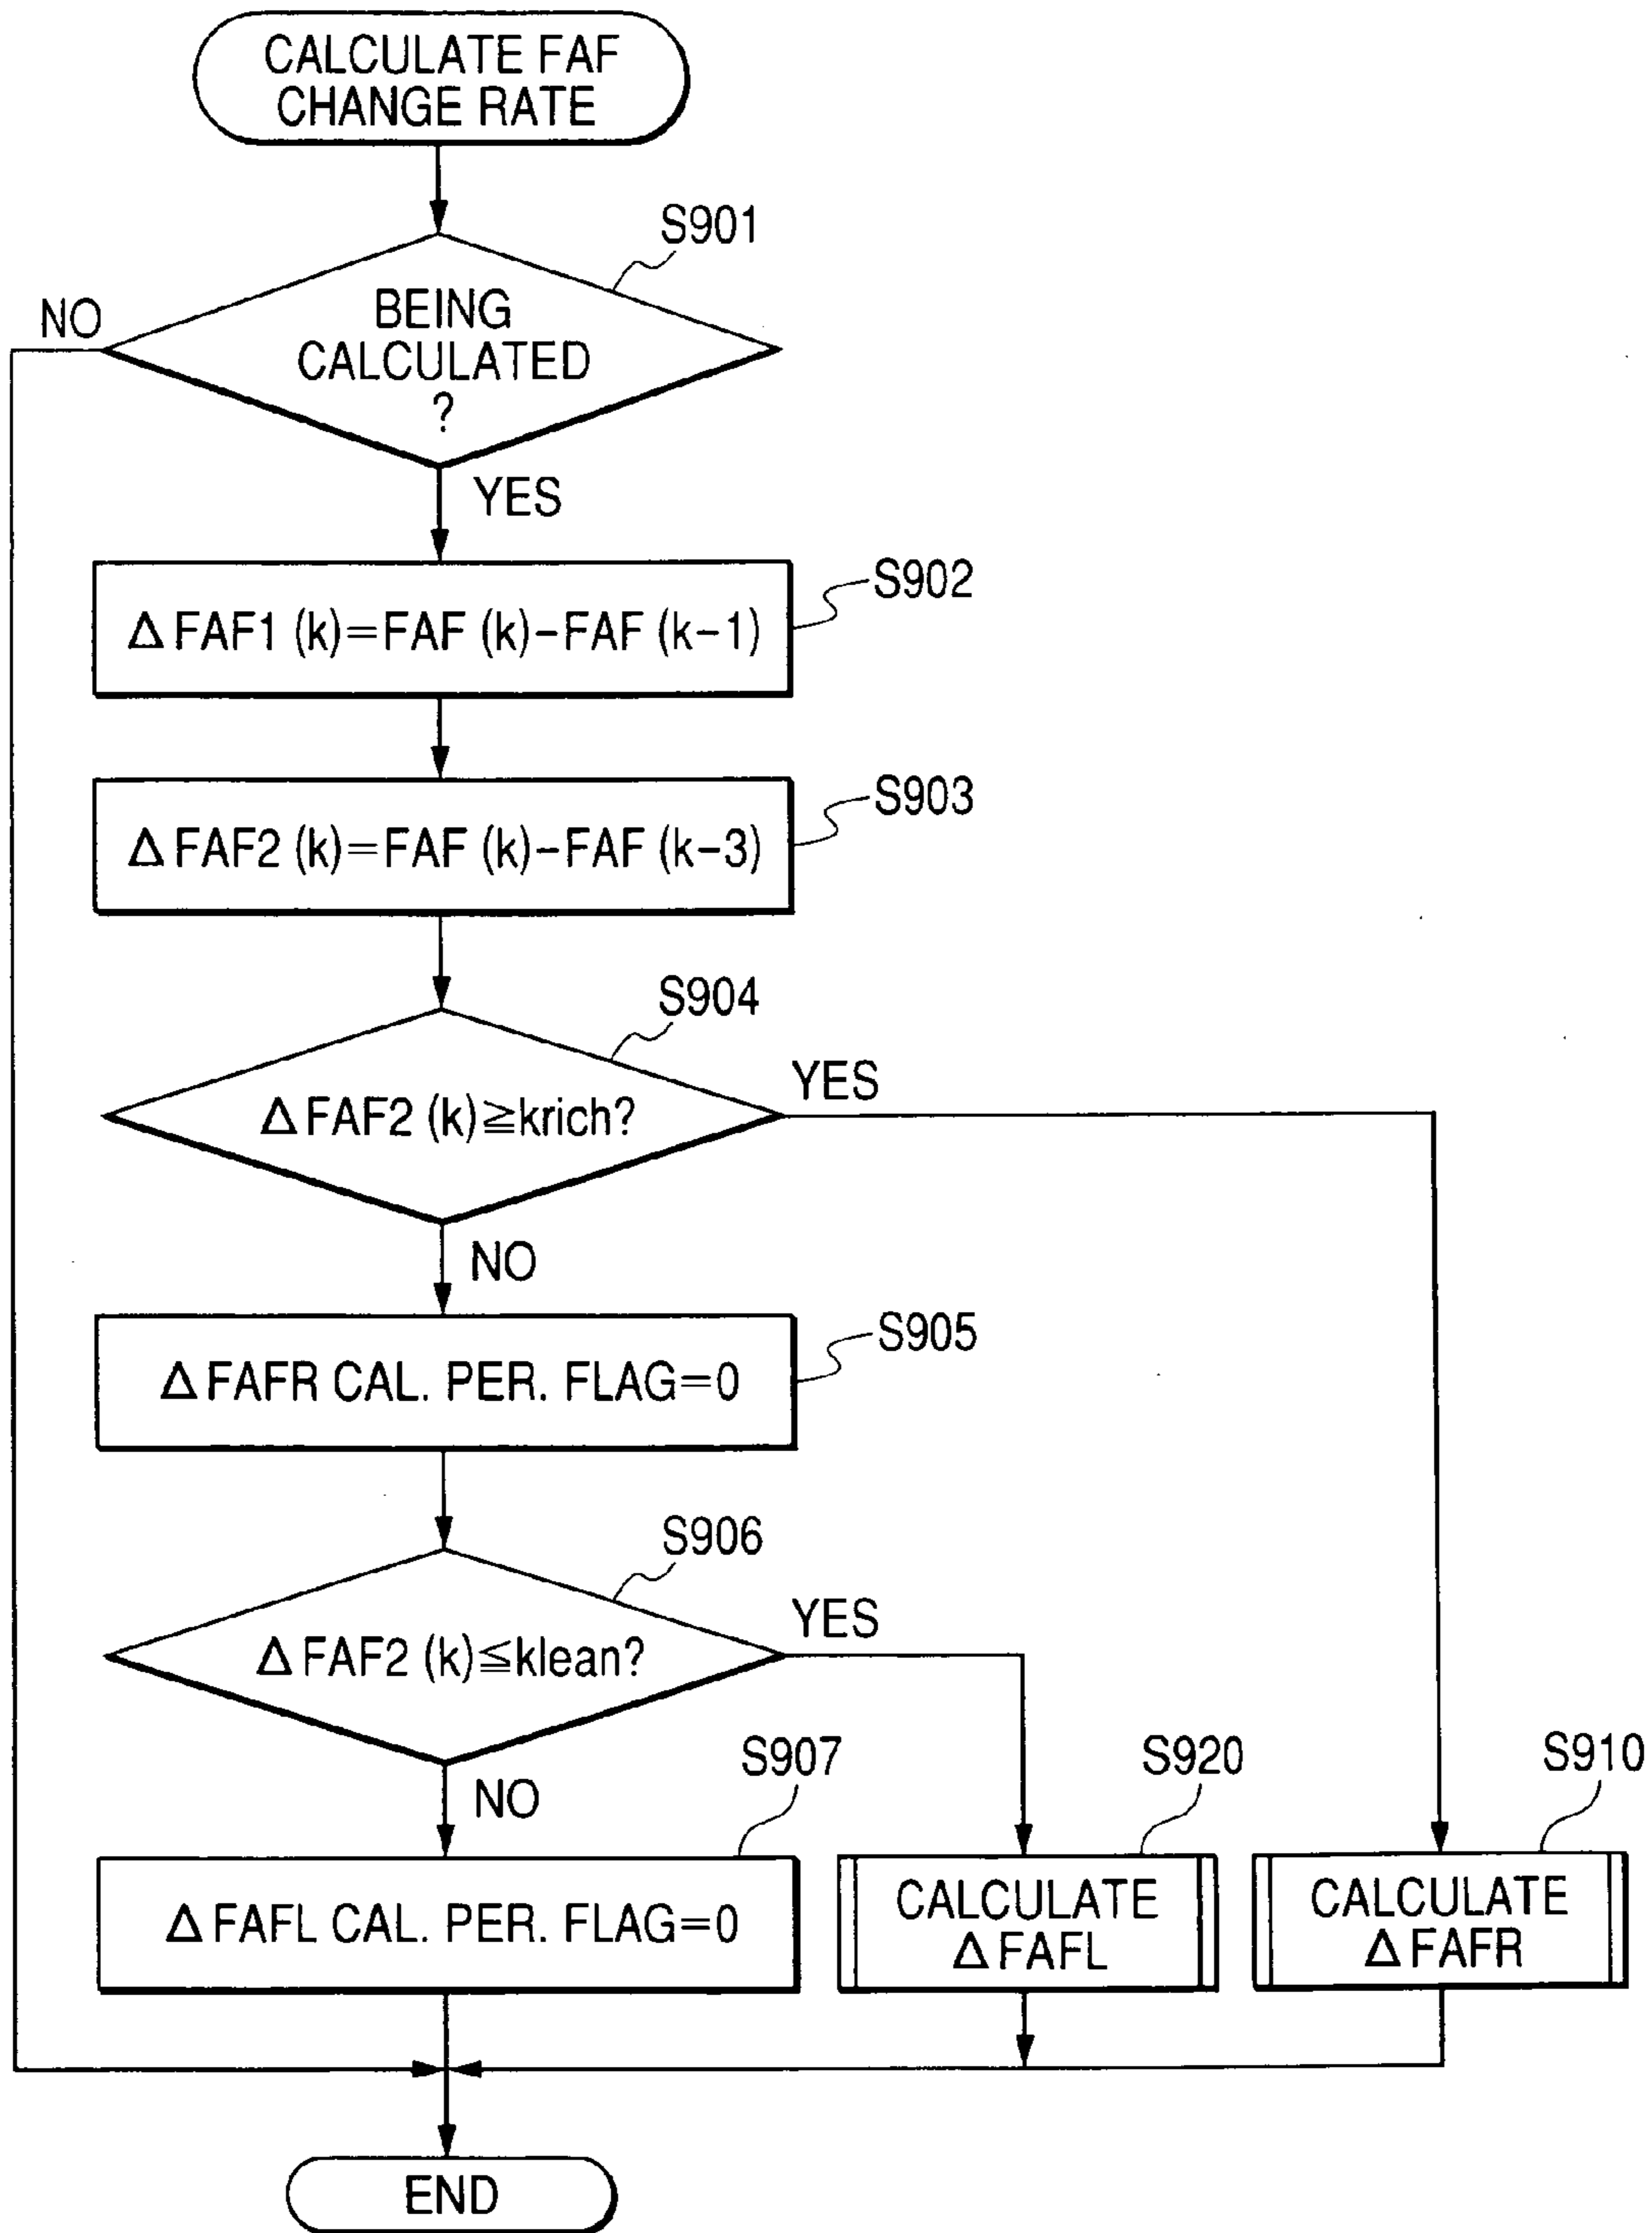 CALCULATE FAF
CHANGE RATE
S901
NO
BEING
CALCULATED
?
YES
S902
Δ FAF1 (k)=FAF (k)−FAF (k−1)
S903
Δ FAF2 (k)=FAF (k)−FAF (k−3)
S904
YES
Δ FAF2 (k)≧krich?
NO
S905
Δ FAFR CAL. PER. FLAG=0
S906
YES
Δ FAF2 (k)≦klean?
NO
S907
S920
S910
Δ FAFL CAL. PER. FLAG=0
CALCULATE
Δ FAFL
CALCULATE
Δ FAFR
END